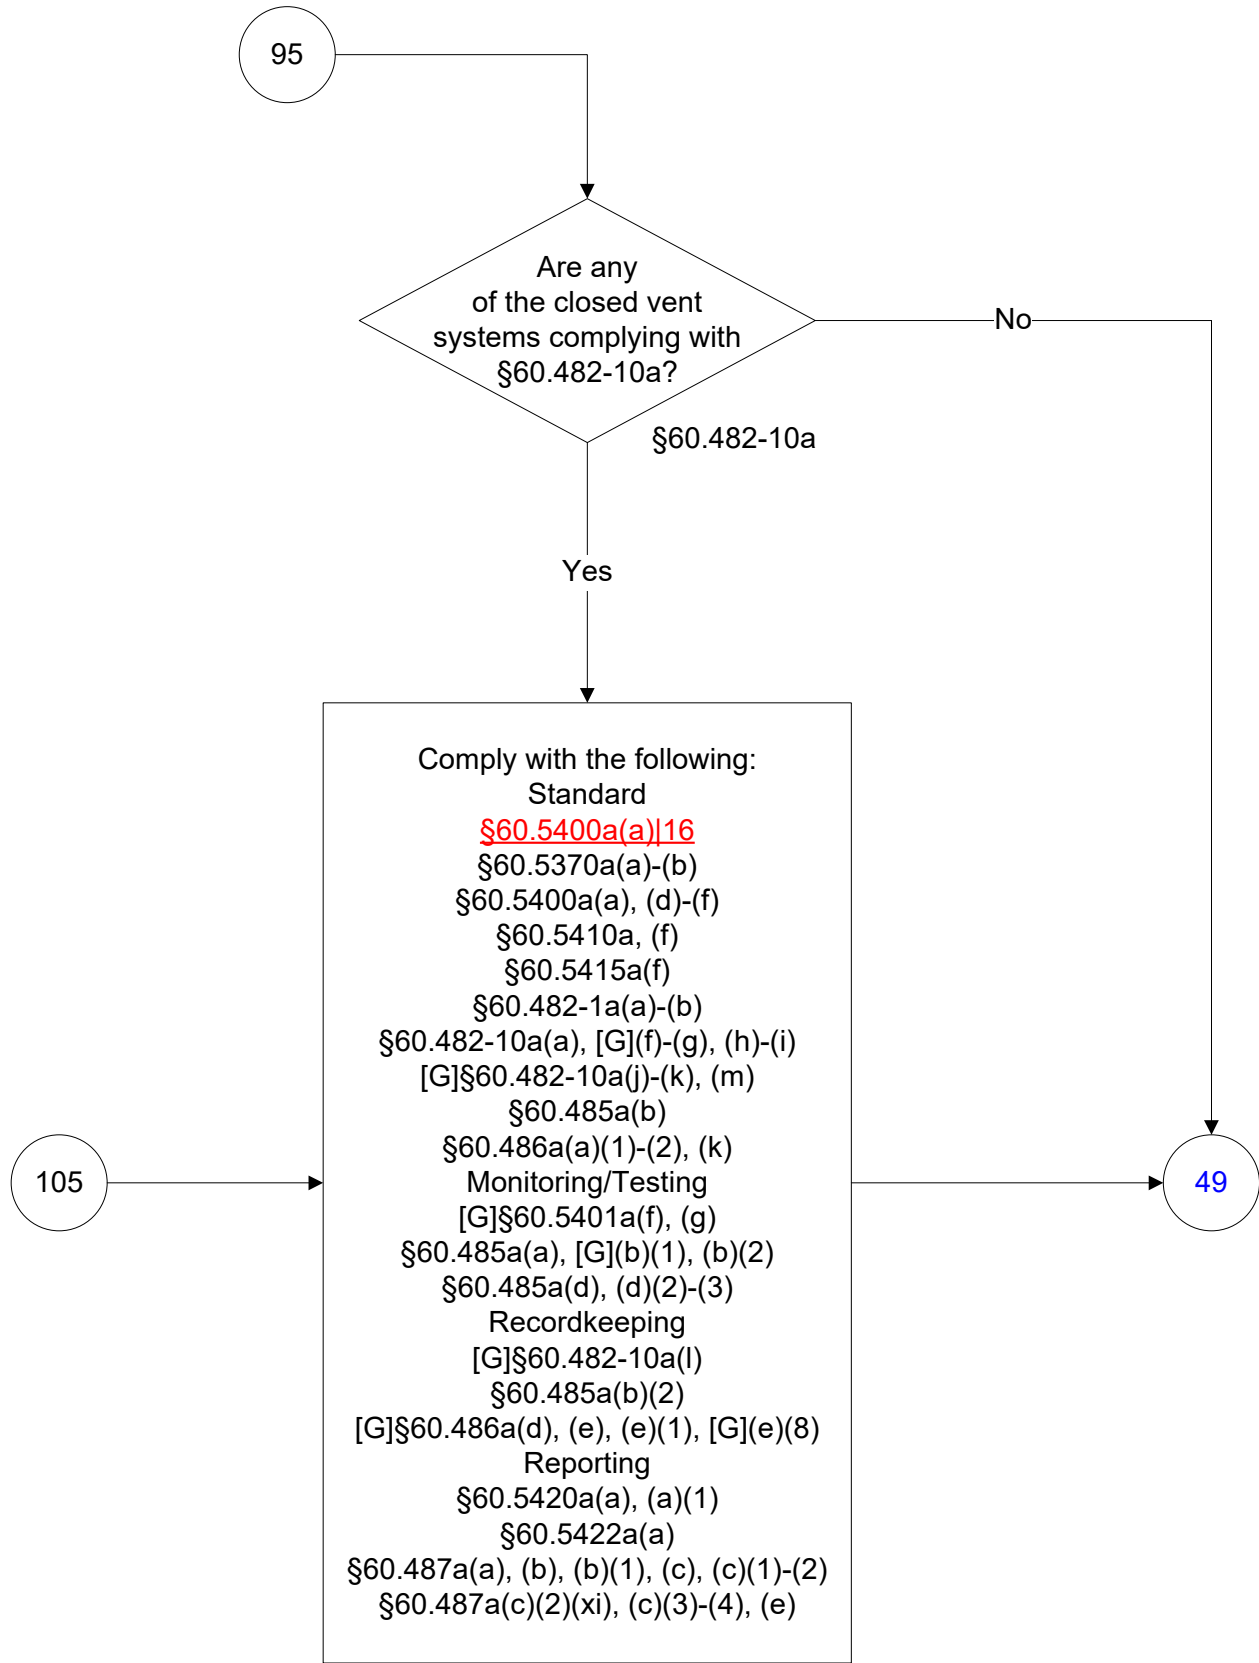 95
Are any
of the closed vent
systems complying with
§60.482-10a?
No
§60.482-10a
Yes
Comply with the following:
Standard
§60.5400a(a)|16
§60.5370a(a)-(b)
§60.5400a(a), (d)-(f)
§60.5410a, (f)
§60.5415a(f)
§60.482-1a(a)-(b)
§60.482-10a(a), [G](f)-(g), (h)-(i)
[G]§60.482-10a(j)-(k), (m)
§60.485a(b)
§60.486a(a)(1)-(2), (k)
Monitoring/Testing
[G]§60.5401a(f), (g)
§60.485a(a), [G](b)(1), (b)(2)
§60.485a(d), (d)(2)-(3)
Recordkeeping
[G]§60.482-10a(l)
§60.485a(b)(2)
[G]§60.486a(d), (e), (e)(1), [G](e)(8)
Reporting
§60.5420a(a), (a)(1)
§60.5422a(a)
§60.487a(a), (b), (b)(1), (c), (c)(1)-(2)
§60.487a(c)(2)(xi), (c)(3)-(4), (e)
105
49